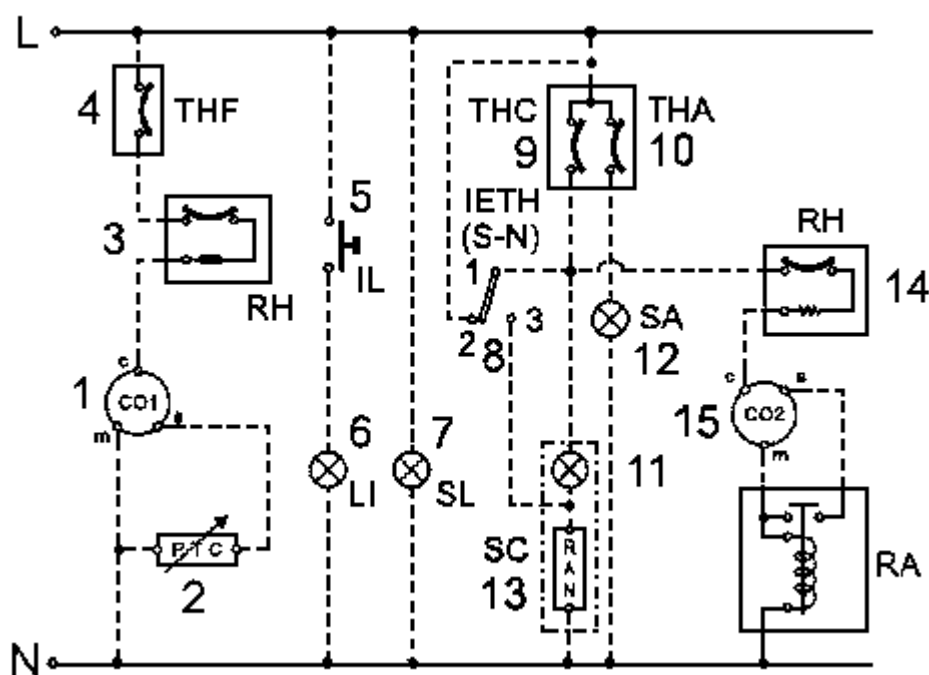 L
4 THF
THC THA
9 10
3
RH
5
IL
IETH
(S-N)
1
2
3
8
RH
14
SA
12
c
1 CO1
m s
c s
15 CO2
m
6
LI
7
SL
11
PTC
2
SC
13
RAN
RA
N